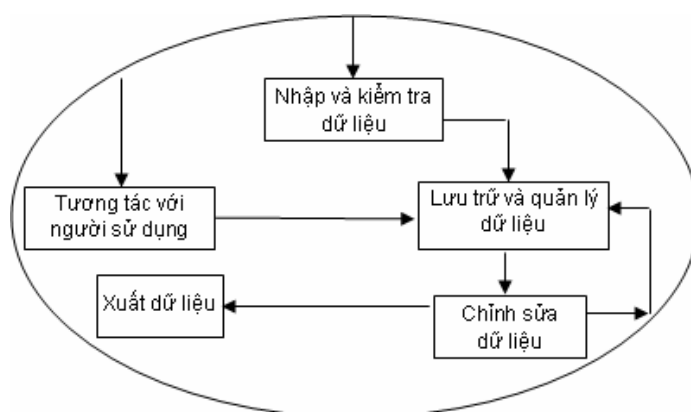 Nhập và kiểm tra
dữ liệu
Tương tác với
người sử dụng
Lưu trữ và quản lý
dữ liệu
Xuất dữ liệu
Chỉnh sửa
dữ liệu